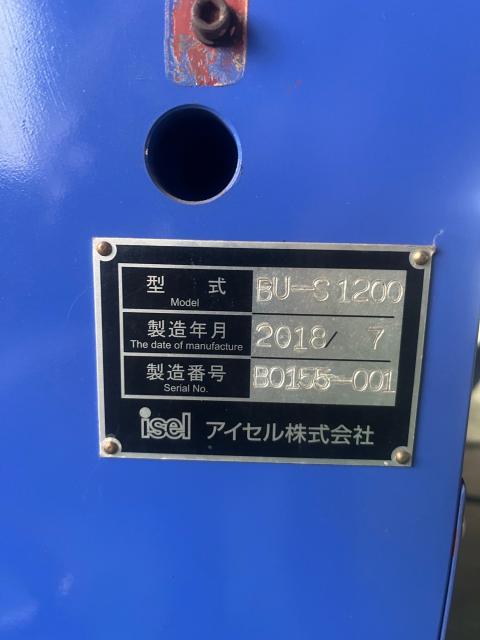 型式 BU-S1200
Model
製造年月 2018/ 7
The date of manufacture
製造番号 B0155-001
Serial No.
isel アイセル株式会社